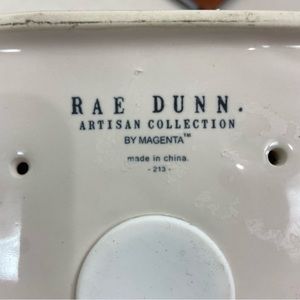 RAE DUNN.
ARTISAN COLLECTION
BY MAGENTA™
made in china.
- 213 -